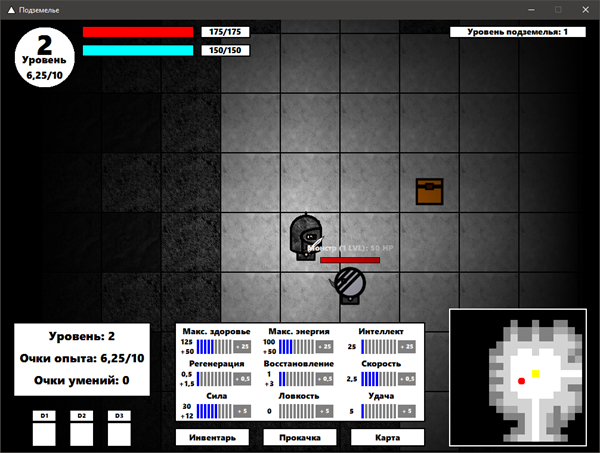 Подземелье
2
Уровень
6,25/10
175/175
150/150
Уровень подземелья: 1
Монстр (1 LVL): 50 HP
Уровень: 2
Очки опыта: 6,25/10
Очки умений: 0
Макс. здоровье
125
+50
+ 25
Макс. энергия
100
+50
+ 25
Интеллект
25
+ 25
Регенерация
0,5
+1,5
+ 0,5
Восстановление
1
+3
+ 0,5
Скорость
2,5
+ 0,5
Сила
30
+12
+ 5
Ловкость
0
+ 5
Удача
5
+ 5
D1
D2
D3
Инвентарь
Прокачка
Карта